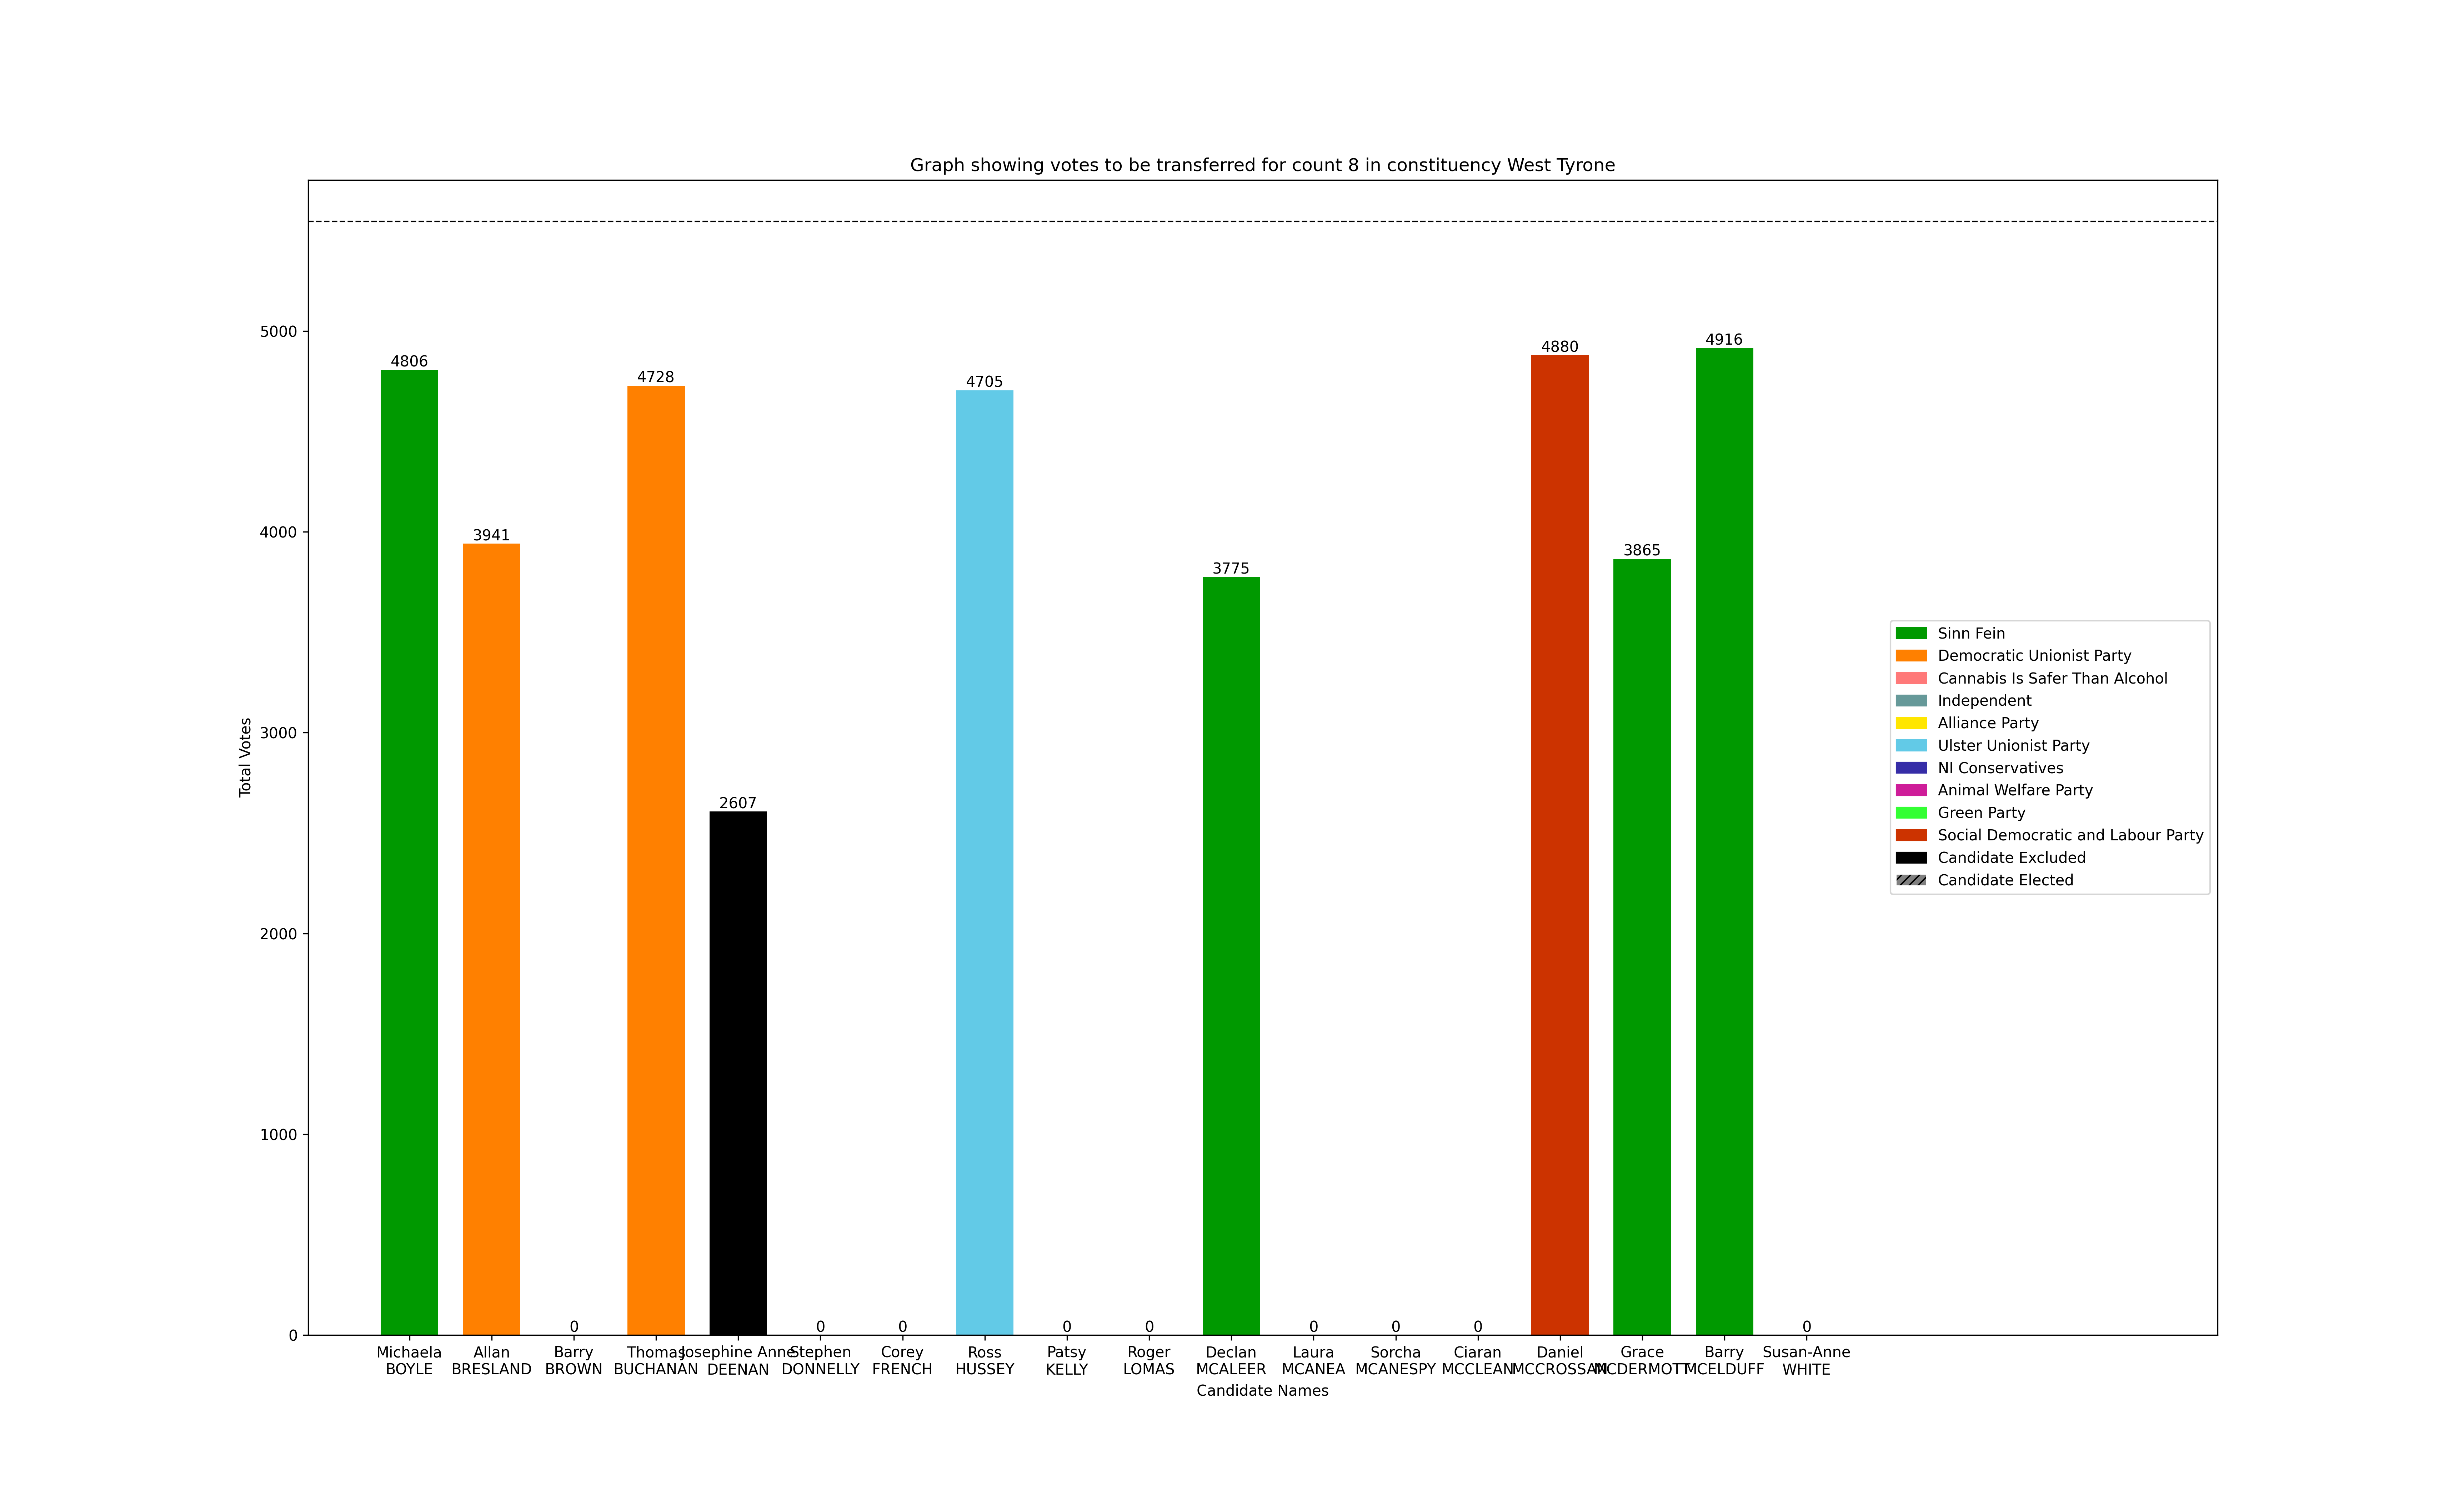 Graph showing votes to be transferred for count 8 in constituency West Tyrone
Total Votes
5000
4000
3000
2000
1000
0
4806
3941
0
4728
2607
0
0
4705
0
0
3775
0
0
0
4880
3865
4916
0
Michaela
BOYLE
Allan
BRESLAND
Barry
BROWN
Thomas
BUCHANAN
Josephine Anne
DEENAN
Stephen
DONNELLY
Corey
FRENCH
Ross
HUSSEY
Patsy
KELLY
Roger
LOMAS
Declan
MCALEER
Laura
MCANEA
Sorcha
MCANESPY
Ciaran
MCCLEAN
Daniel
MCCROSSAN
Grace
MCDERMOTT
Barry
MCELDUFF
Susan-Anne
WHITE
Candidate Names
Sinn Fein
Democratic Unionist Party
Cannabis Is Safer Than Alcohol
Independent
Alliance Party
Ulster Unionist Party
NI Conservatives
Animal Welfare Party
Green Party
Social Democratic and Labour Party
Candidate Excluded
Candidate Elected